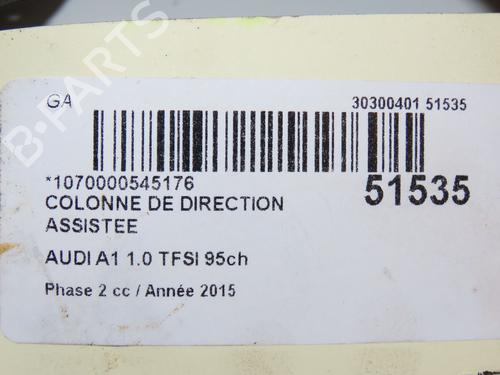 B-PARTS
GA
30300401 51535
*1070000545176
51535
COLONNE DE DIRECTION
ASSISTEE
AUDI A1 1.0 TFSI 95ch
Phase 2 cc / Année 2015